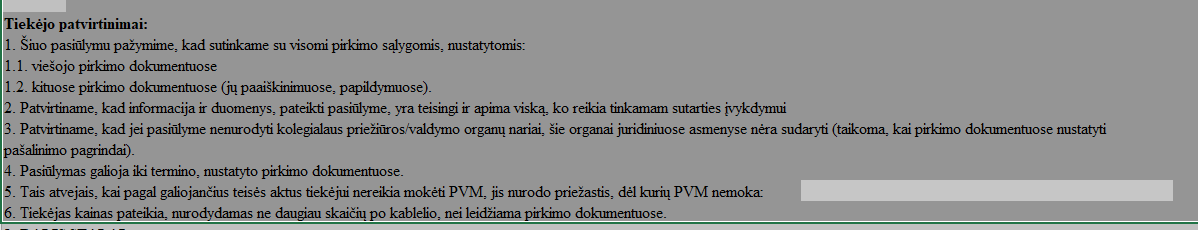 Tiekėjo patvirtinimai:
1. Šiuo pasiūlymu pažymime, kad sutinkame su visomi pirkimo sąlygomis, nustatytomis:
1.1. viešojo pirkimo dokumentuose
1.2. kituose pirkimo dokumentuose (jų paaiškinimuose, papildymuose).
2. Patvirtiname, kad informacija ir duomenys, pateikti pasiūlyme, yra teisingi ir apima viską, ko reikia tinkamam sutarties įvykdymui
3. Patvirtiname, kad jei pasiūlyme nenurodyti kolegialaus priežiūros/valdymo organų nariai, šie organai juridiniuose asmenyse nėra sudaryti (taikoma, kai pirkimo dokumentuose nustatyti
pašalinimo pagrindai).
4. Pasiūlymas galioja iki termino, nustatyto pirkimo dokumentuose.
5. Tais atvejais, kai pagal galiojančius teisės aktus tiekėjui nereikia mokėti PVM, jis nurodo priežastis, dėl kurių PVM nemoka:
6. Tiekėjas kainas pateikia, nurodydamas ne daugiau skaičių po kablelio, nei leidžiama pirkimo dokumentuose.